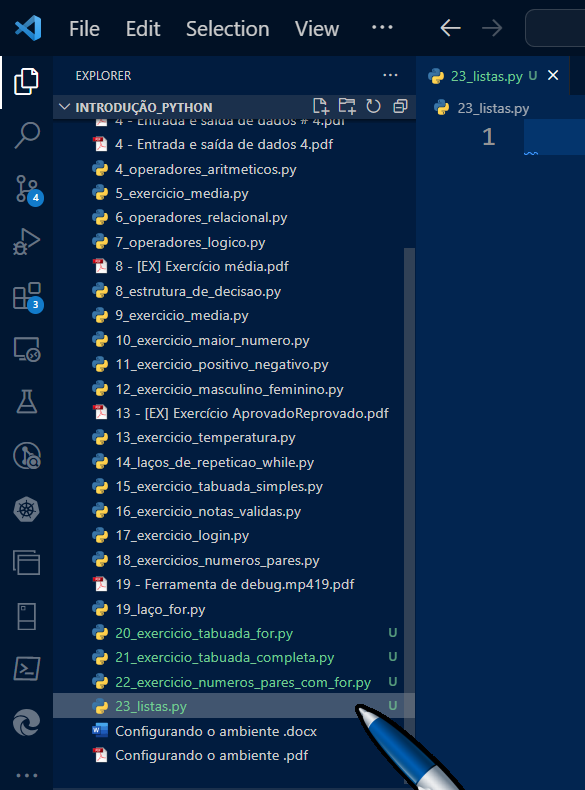 File Edit Selection View ...
EXPLORER ...
23_listas.py U
INTRODUÇÃO_PYTHON
23_listas.py
1
4 - Entrada e saída de dados # 4.pdf
4 - Entrada e saída de dados 4.pdf
4_operadores_aritmeticos.py
5_exercicio_media.py
4
6_operadores_relacional.py
7_operadores_logico.py
8 - [EX] Exercício média.pdf
8_estrutura_de_decisao.py
3
9_exercicio_media.py
10_exercicio_maior_numero.py
11_exercicio_positivo_negativo.py
12_exercicio_masculino_feminino.py
13 - [EX] Exercício AprovadoReprovado.pdf
13_exercicio_temperatura.py
14_laços_de_repeticao_while.py
15_exercicio_tabuada_simples.py
16_exercicio_notas_validas.py
17_exercicio_login.py
18_exercicios_numeros_pares.py
19 - Ferramenta de debug.mp419.pdf
19_laço_for.py
20_exercicio_tabuada_for.py U
21_exercicio_tabuada_completa.py U
22_exercicio_numeros_pares_com_for.py U
23_listas.py U
Configurando o ambiente .docx
Configurando o ambiente .pdf